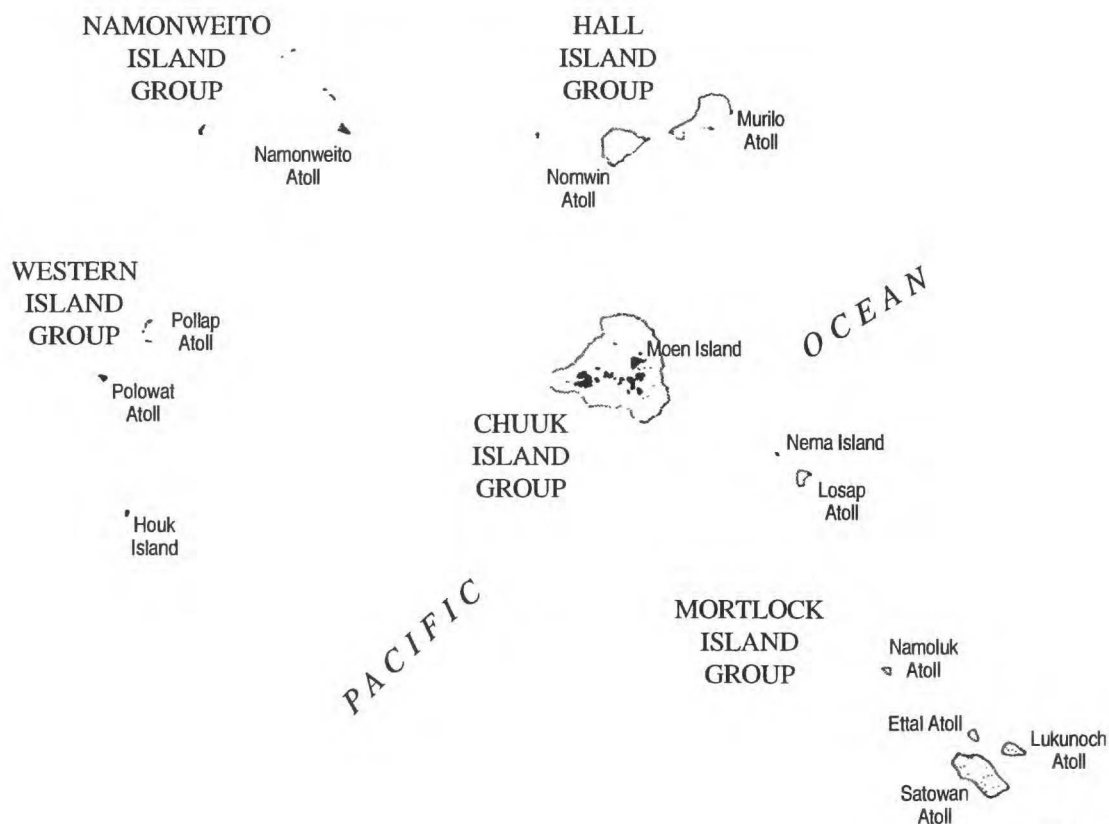 NAMONWEITO
ISLAND
GROUP
Namonweito
Atoll
HALL
ISLAND
GROUP
Murilo
Atoll
Nomwin
Atoll
WESTERN
ISLAND
GROUP
Pollap
Atoll
Polowat
Atoll
Houk
Island
OCEAN
Moen Island
CHUUK
ISLAND
GROUP
Nema Island
Losap
Atoll
PACIFIC
MORTLOCK
ISLAND
GROUP
Namoluk
Atoll
Ettal Atoll
Lukunoch
Atoll
Satowan
Atoll